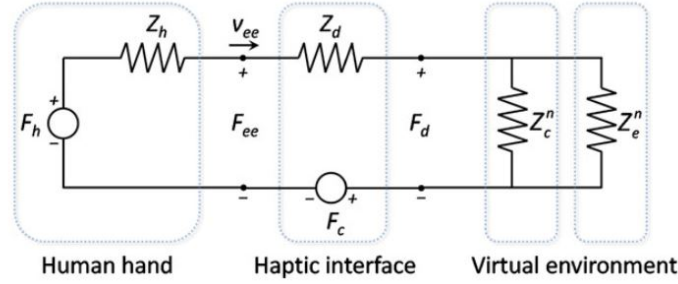 Z_h v_ee Z_d
+ + +
F_h F_ee F_d Z_c^n Z_e^n
- - - + -
F_c
Human hand Haptic interface Virtual environment